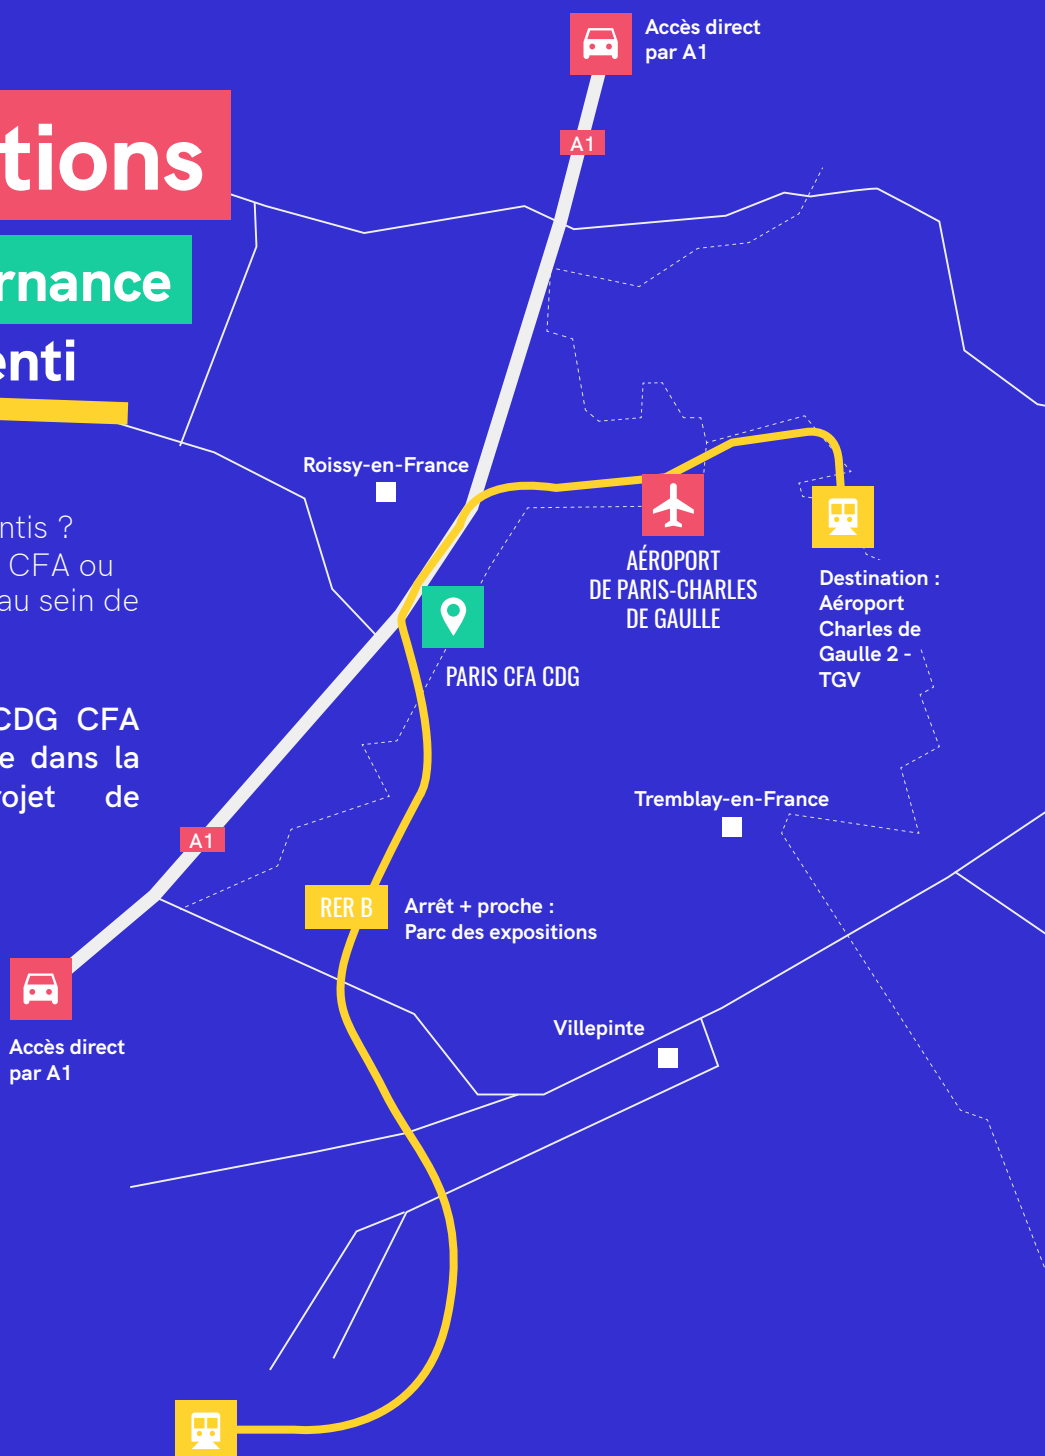 Accès direct
par A1
A1
tions
rnance
enti
Roissy-en-France
ntis ?
CFA ou
au sein de
AÉROPORT
DE PARIS-CHARLES
DE GAULLE
Destination :
Aéroport
Charles de
Gaulle 2 -
TGV
PARIS CFA CDG
CDG CFA
e dans la
rojet de
Tremblay-en-France
A1
RER B
Arrêt + proche :
Parc des expositions
Villepinte
Accès direct
par A1